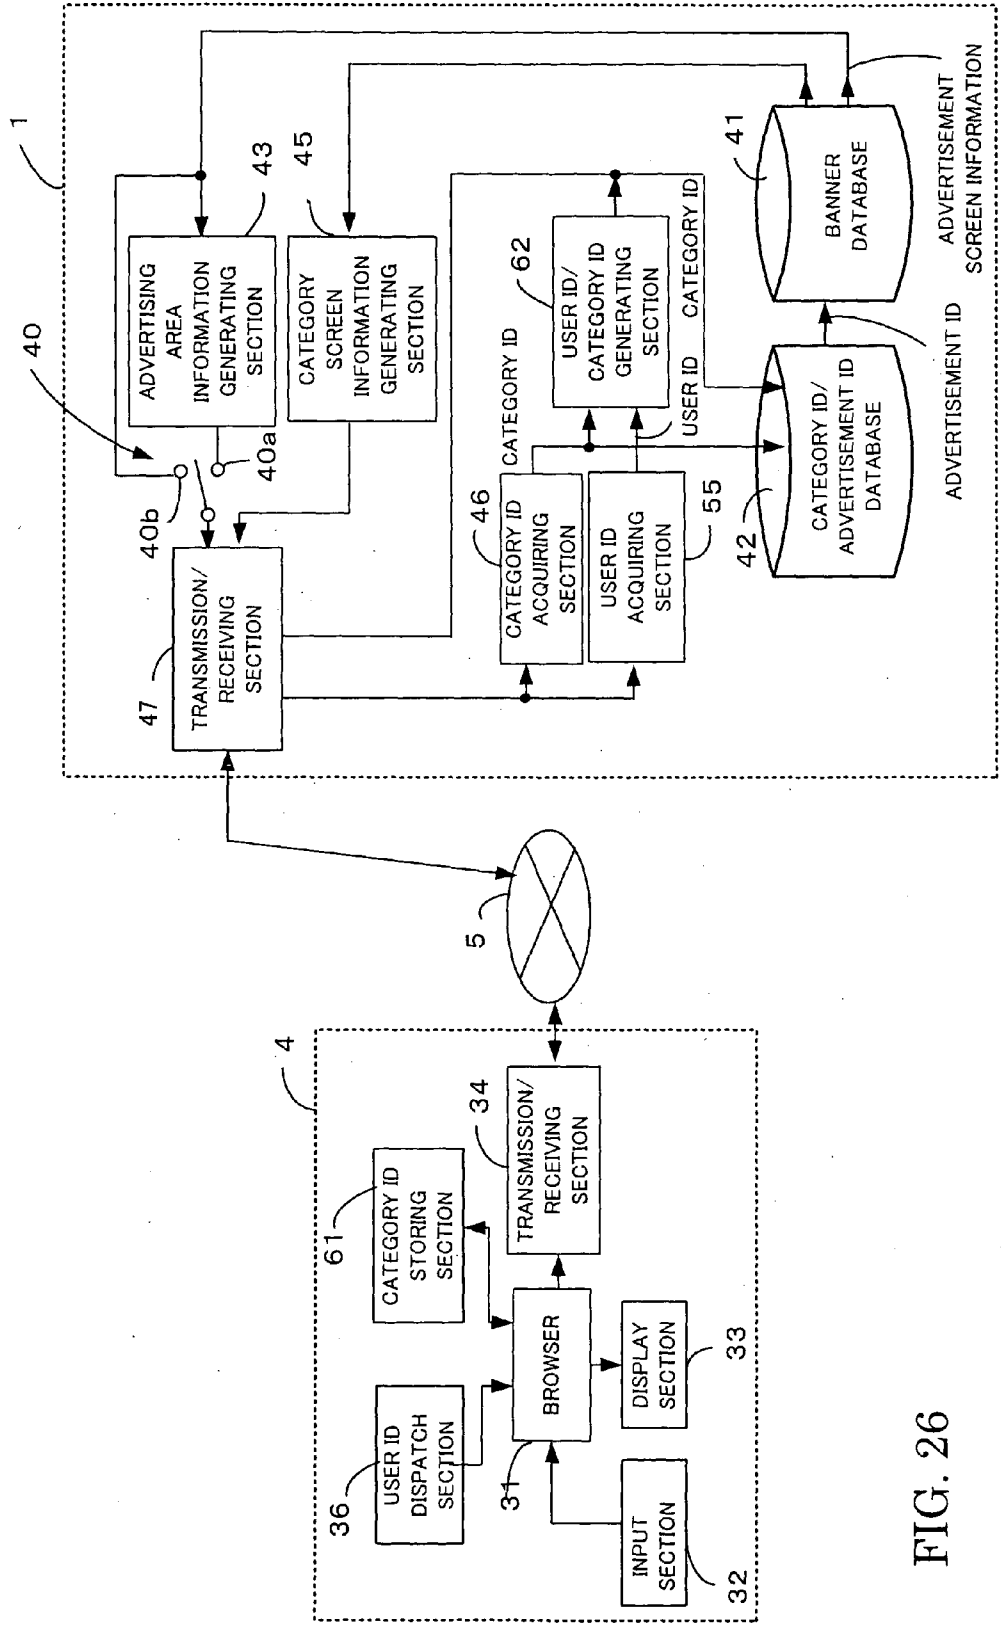 1
40
ADVERTISING
AREA
INFORMATION
GENERATING
SECTION
43
CATEGORY
SCREEN
INFORMATION
GENERATING
SECTION
45
40b
40a
47
TRANSMISSION/
RECEIVING
SECTION
CATEGORY ID
46
CATEGORY ID
ACQUIRING
SECTION
USER ID
ACQUIRING
SECTION
55
62
USER ID/
CATEGORY ID
GENERATING
SECTION
USER ID
CATEGORY ID
42
CATEGORY ID/
ADVERTISEMENT ID
DATABASE
ADVERTISEMENT ID
41
BANNER
DATABASE
ADVERTISEMENT
SCREEN INFORMATION
5
4
36
USER ID
DISPATCH
SECTION
61
CATEGORY ID
STORING
SECTION
31
BROWSER
34
TRANSMISSION/
RECEIVING
SECTION
INPUT
SECTION
32
DISPLAY
SECTION
33
FIG. 26